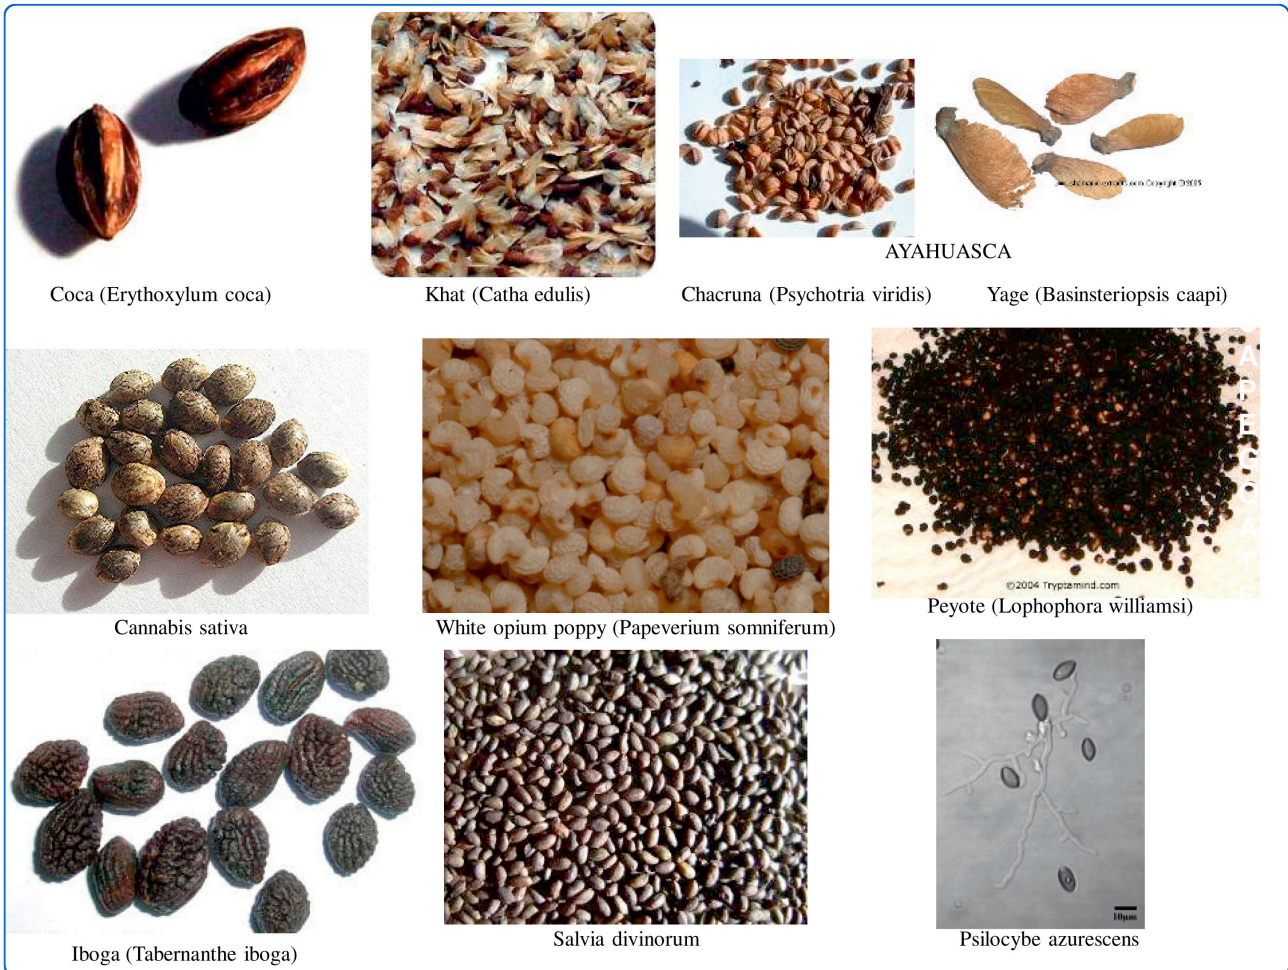 AYAHUASCA
Coca (Erythoxylum coca)
Khat (Catha edulis)
Chacruna (Psychotria viridis)
Yage (Basinsteriopsis caapi)
©2004 Tryptamind.com
Cannabis sativa
White opium poppy (Papeverium somniferum)
Peyote (Lophophora williamsi)
10µm
Iboga (Tabernanthe iboga)
Salvia divinorum
Psilocybe azurescens